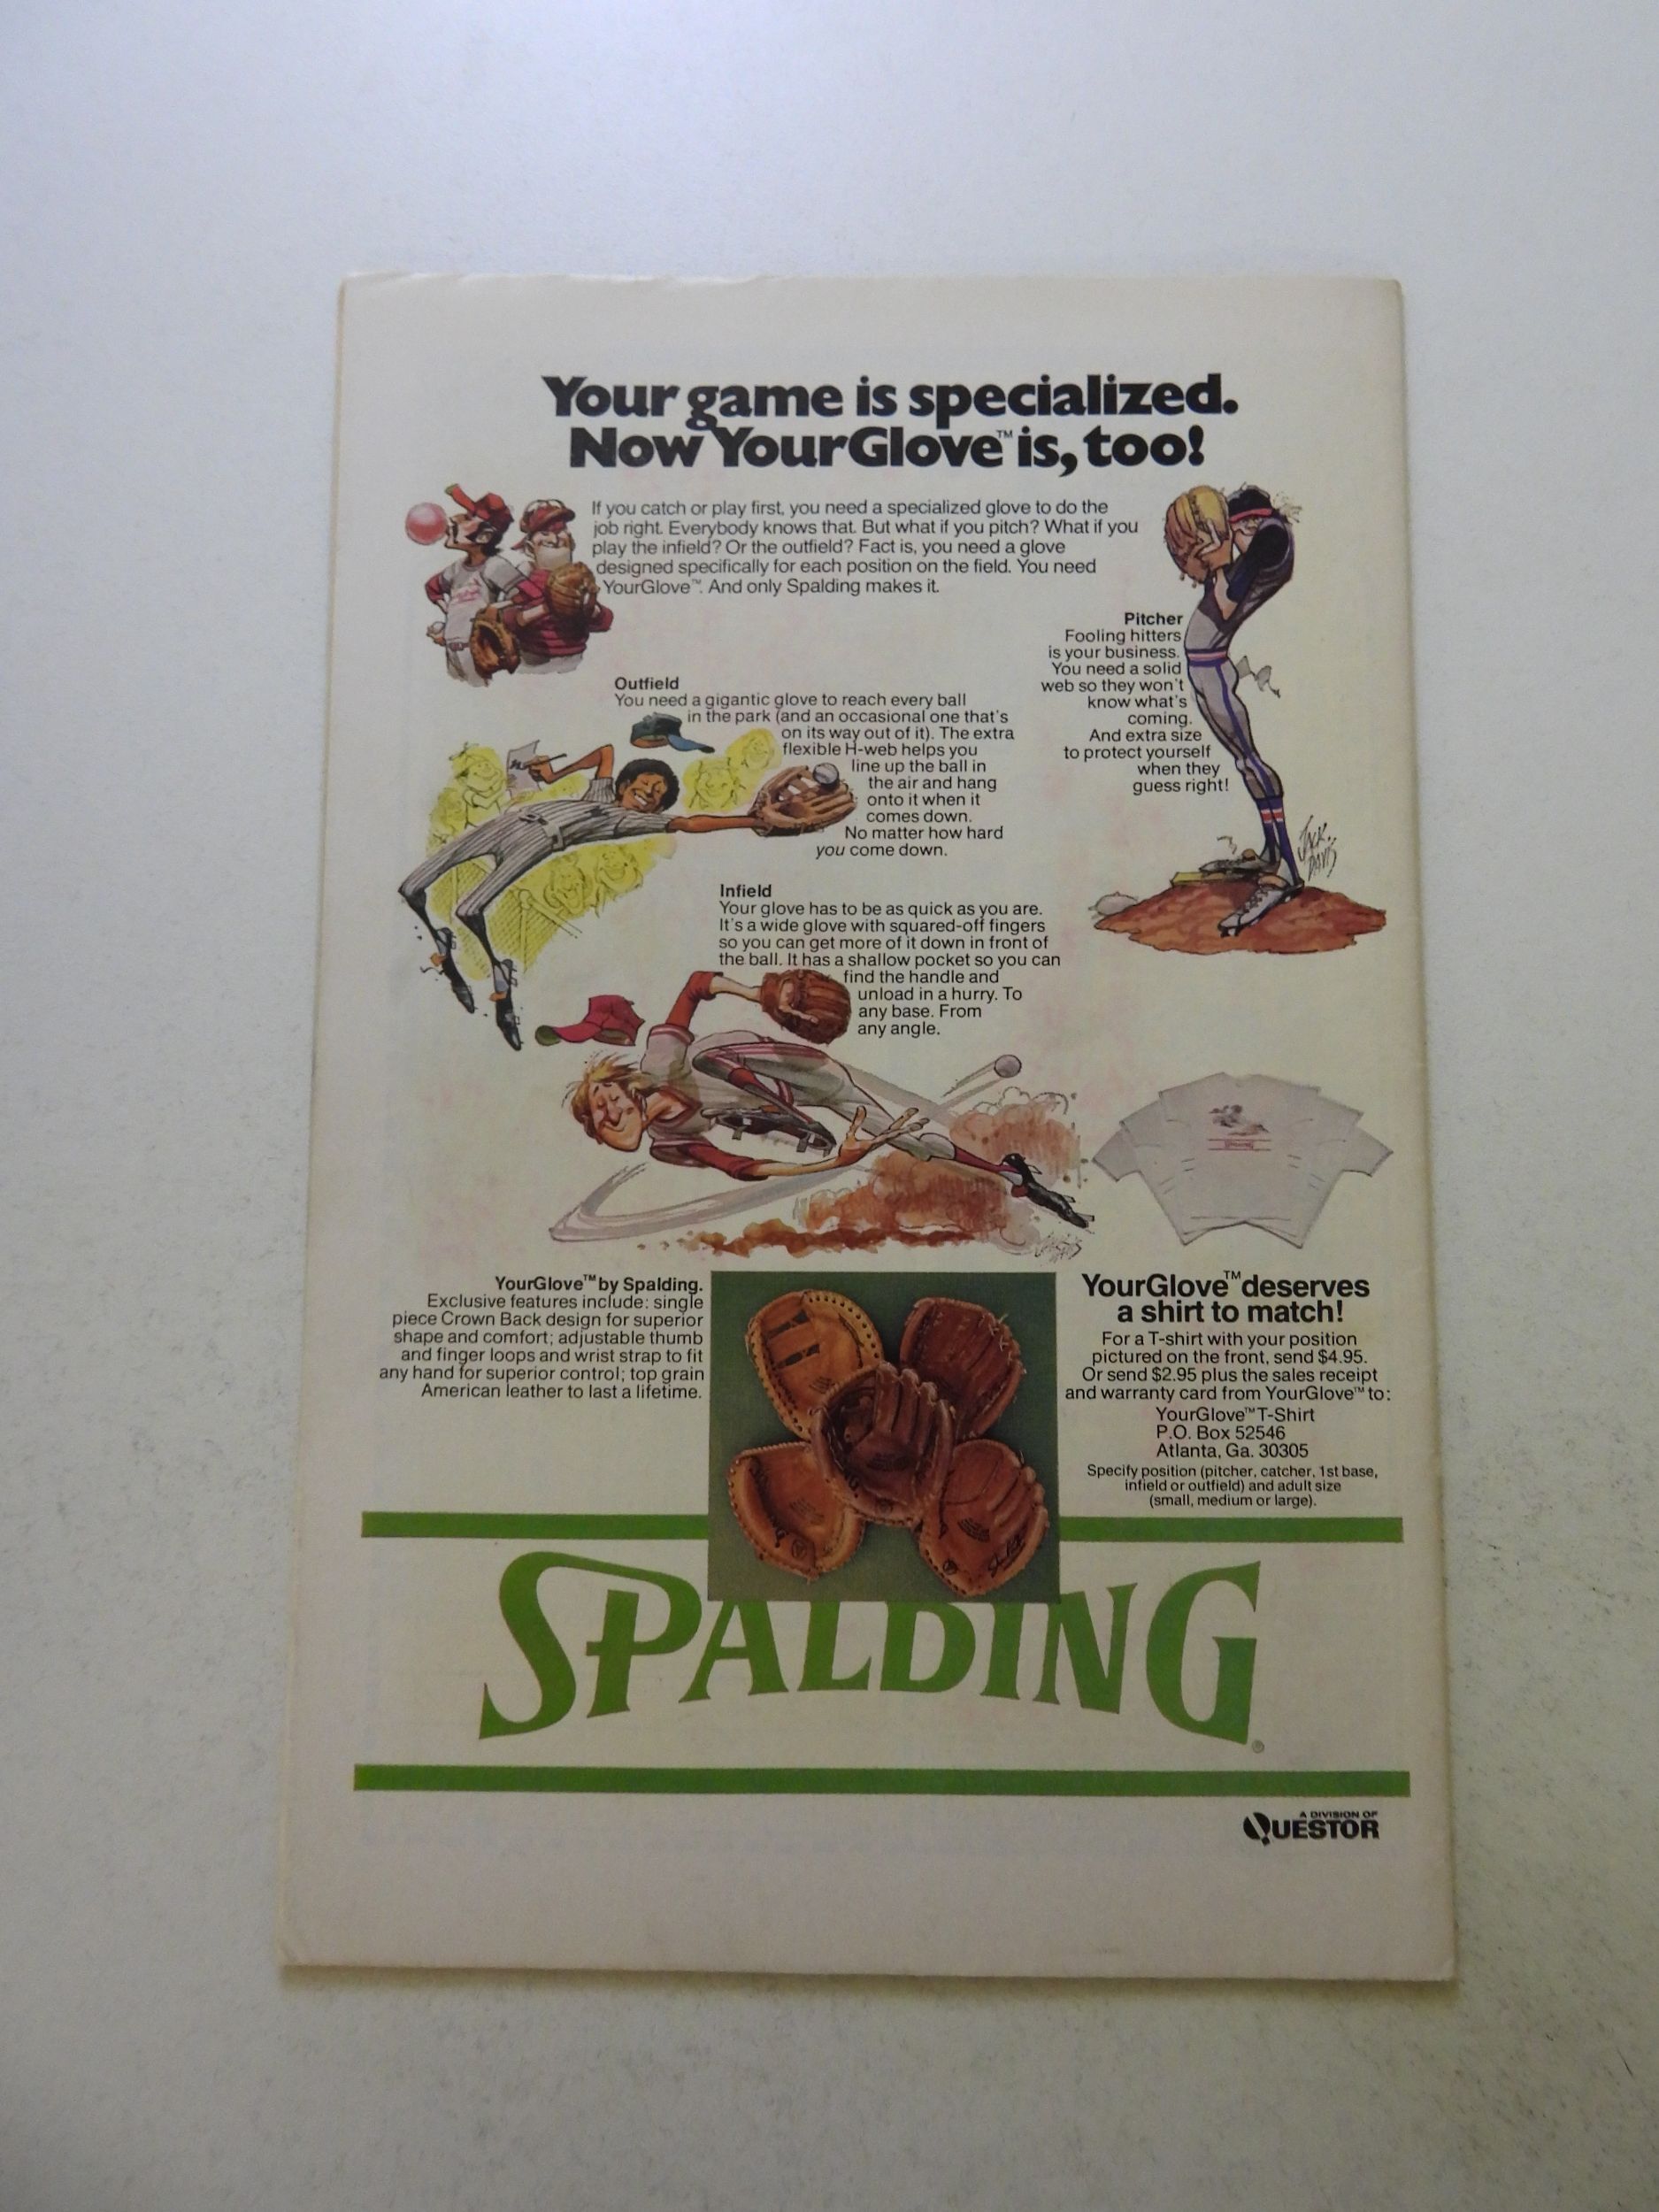 Your game is specialized.
Now YourGlove™ is, too!
If you catch or play first, you need a specialized glove to do the
job right. Everybody knows that. But what if you pitch? What if you
play the infield? Or the outfield? Fact is, you need a glove
designed specifically for each position on the field. You need
YourGlove™. And only Spalding makes it.
Pitcher
Fooling hitters
is your business.
You need a solid
web so they won't
know what's
coming.
And extra size
to protect yourself
when they
guess right!
JACK DAVIS
Outfield
You need a gigantic glove to reach every ball
in the park (and an occasional one that's
on its way out of it). The extra
flexible H-web helps you
line up the ball in
the air and hang
onto it when it
comes down.
No matter how hard
you come down.
Infield
Your glove has to be as quick as you are.
It's a wide glove with squared-off fingers
so you can get more of it down in front of
the ball. It has a shallow pocket so you can
find the handle and
unload in a hurry. To
any base. From
any angle.
YourGlove™ by Spalding.
Exclusive features include: single
piece Crown Back design for superior
shape and comfort; adjustable thumb
and finger loops and wrist strap to fit
any hand for superior control; top grain
American leather to last a lifetime.
YourGlove™ deserves
a shirt to match!
For a T-shirt with your position
pictured on the front, send $4.95.
Or send $2.95 plus the sales receipt
and warranty card from YourGlove™ to:
YourGlove™ T-Shirt
P.O. Box 52546
Atlanta, Ga. 30305
Specify position (pitcher, catcher, 1st base,
infield or outfield) and adult size
(small, medium or large).
SPALDING®
A DIVISION OF
QUESTOR